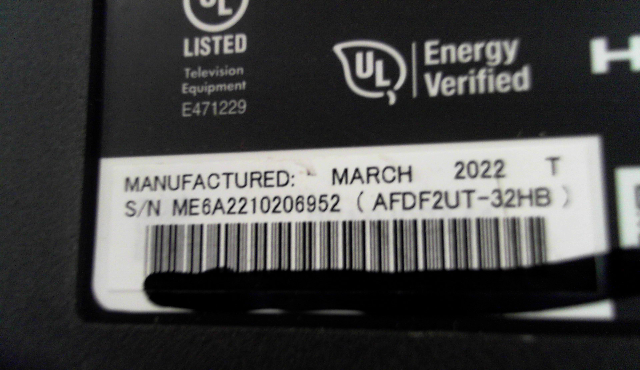 UL
LISTED
Television
Equipment
E471229
UL
Energy
Verified
H
MANUFACTURED: MARCH 2022 T
S/N ME6A2210206952 ( AFDF2UT-32HB )